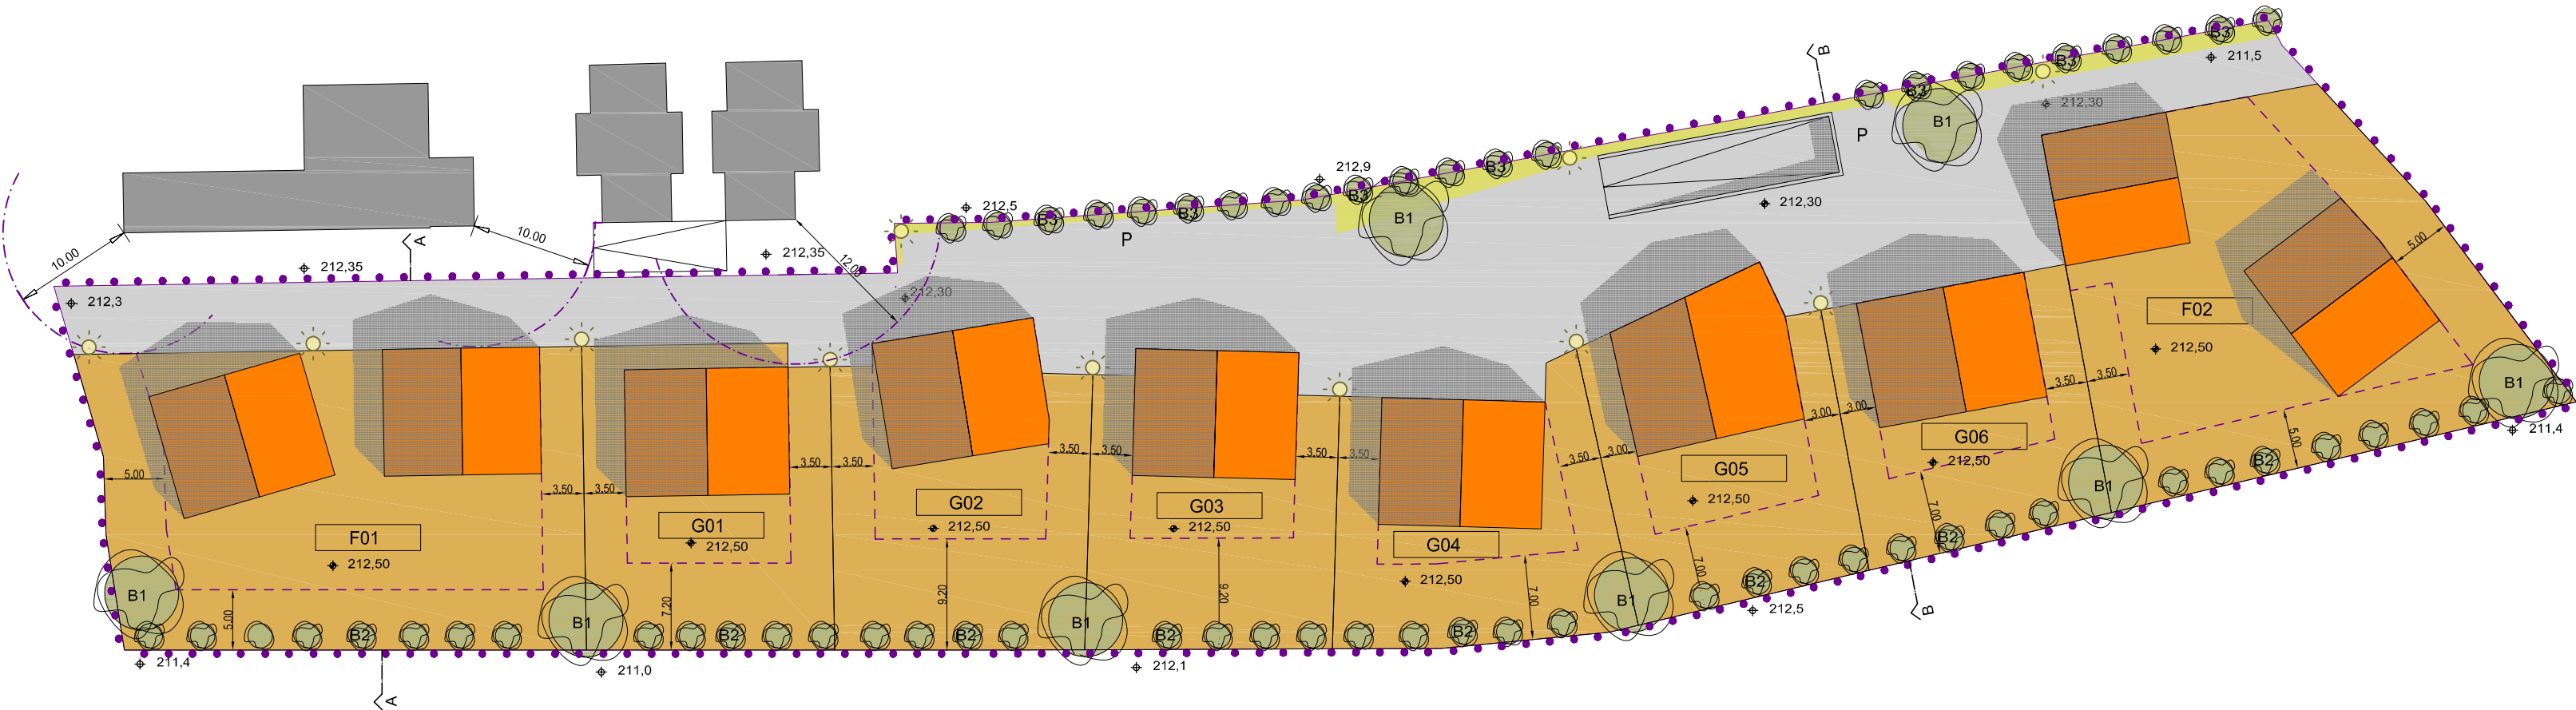 B3
B3
B3
B3
211,5
212,30
B1
P
B
B3
B3
B1
212,9
212,30
212,5
B3
B3
P
10.00
10.00
12.00
A
212,35
212,35
212,3
212,30
5.00
F02
212,50
B1
211,4
5.00
B2
3.50
3.50
G06
212,50
7.00
B1
B2
B
3.00
3.00
G05
212,50
7.00
B2
212,5
3.50
3.00
B1
G04
212,50
7.00
B2
3.50
3.50
G03
212,50
9.20
B2
212,1
3.50
3.50
B1
G02
212,50
9.20
B2
3.50
3.50
G01
212,50
7.20
B2
211,0
3.50
3.50
B1
5.00
F01
212,50
5.00
B2
B1
211,4
A